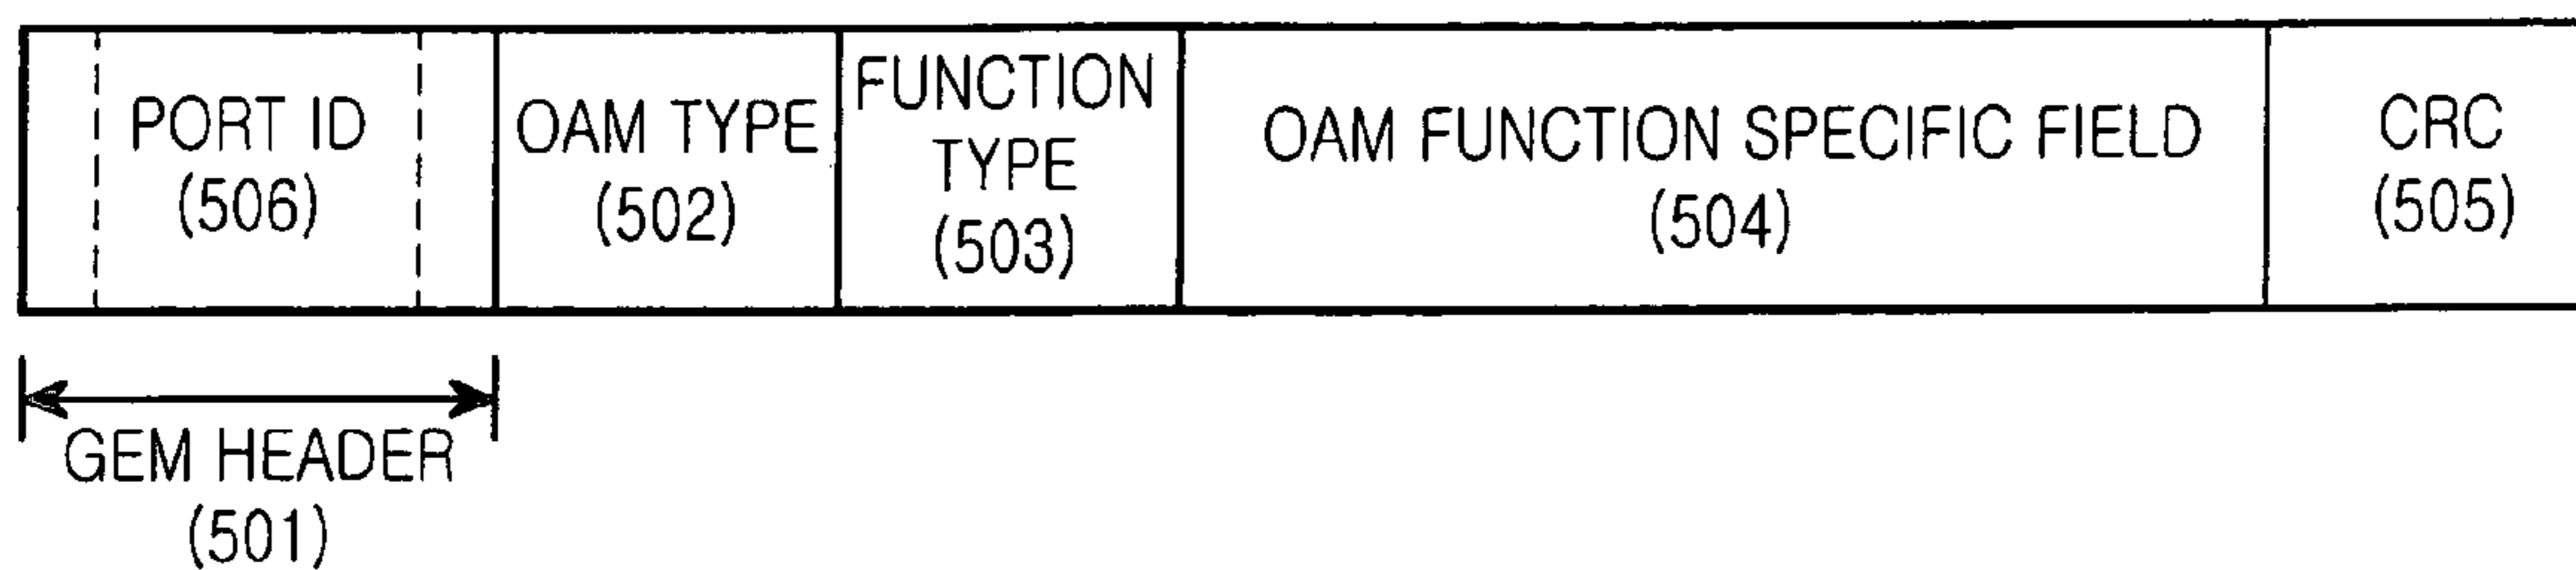 PORT ID
(506)
OAM TYPE
(502)
FUNCTION
TYPE
(503)
OAM FUNCTION SPECIFIC FIELD
(504)
CRC
(505)
GEM HEADER
(501)